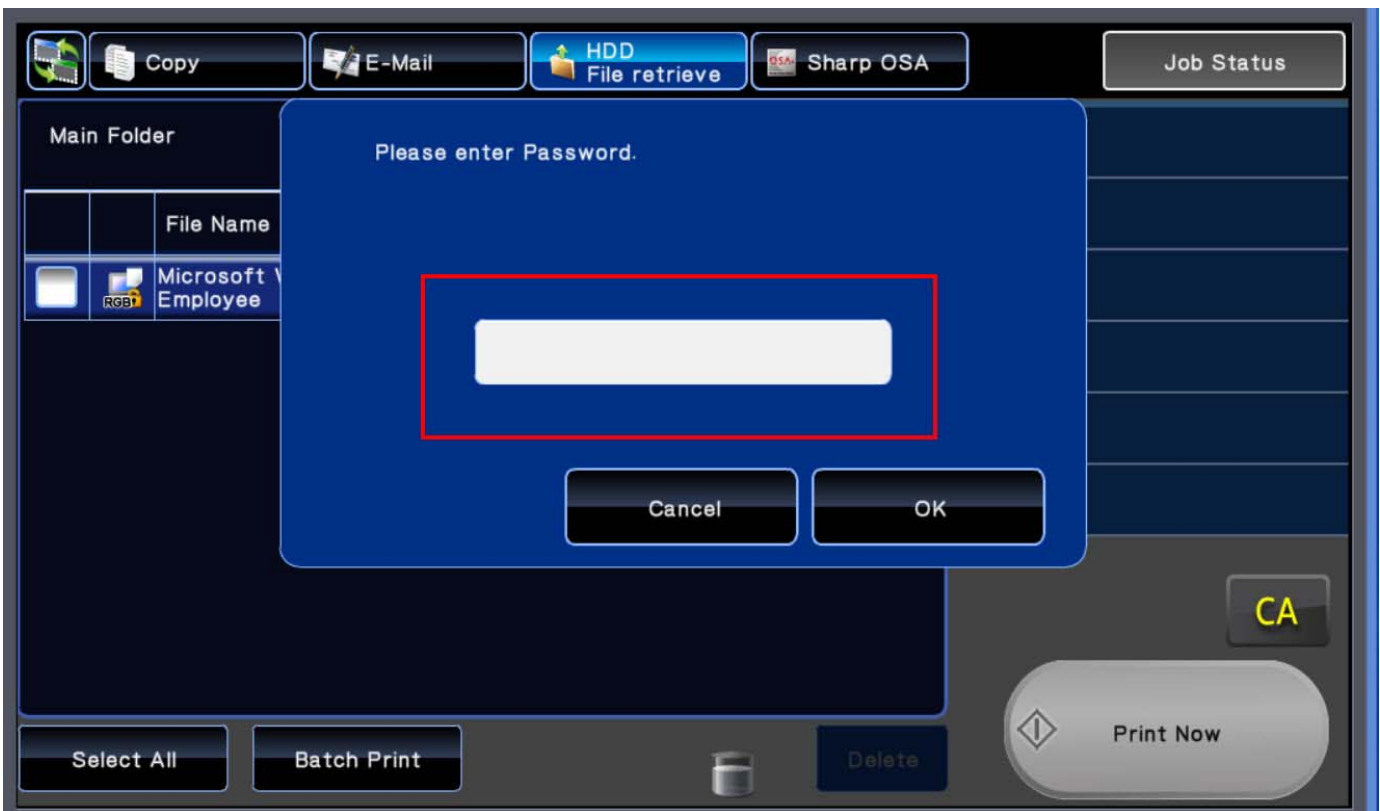 Copy
E-Mail
HDD
File retrieve
Sharp OSA
Job Status
Main Folder
Please enter Password.
File Name
Microsoft
Employee
RGB
Cancel
OK
CA
Print Now
Select All
Batch Print
Delete